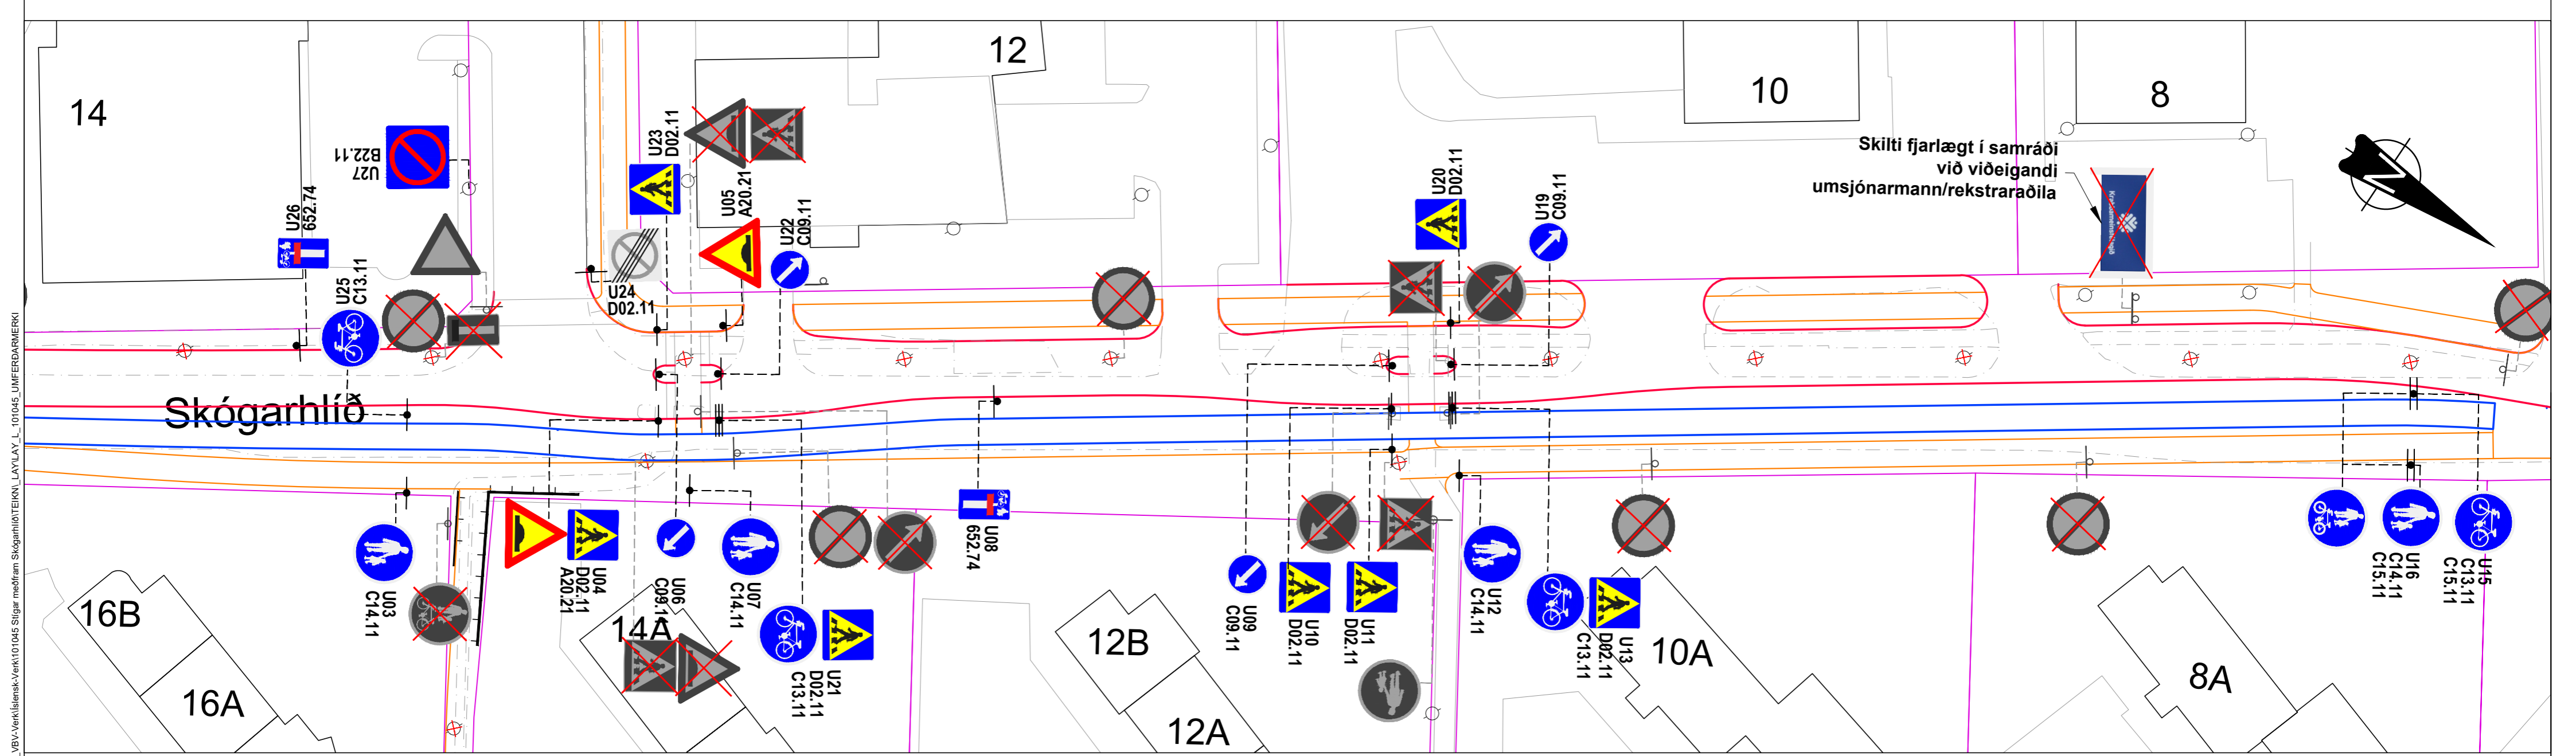 14
12
10
8
Skilti fjarlægt í samráði
við viðeigandi
umsjónarmann/rekstraraðila
N
U27
B22.11
U26
652.74
U25
C13.11
U23
D02.11
U05
A20.21
U22
C09.11
U24
D02.11
U20
D02.11
U19
C09.11
Skógarhlíð
U03
C14.11
U04
D02.11
A20.21
U06
C09.11
U07
C14.11
U21
D02.11
C13.11
U08
652.74
U09
C09.11
U10
D02.11
U11
D02.11
U12
C14.11
U13
D02.11
C13.11
U16
C14.11
C15.11
U15
C13.11
C15.11
16B
16A
14A
12B
12A
10A
8A